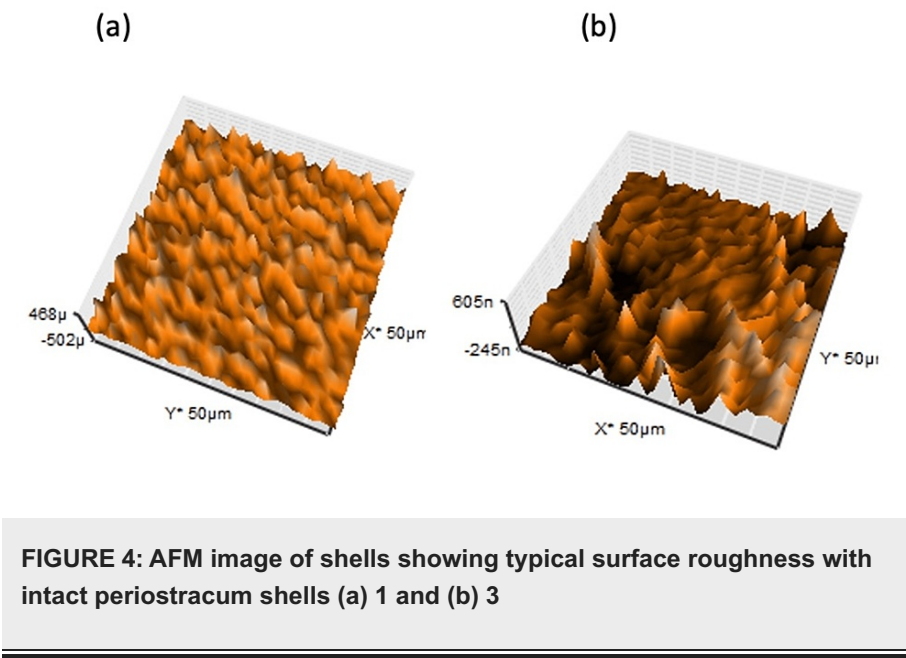 (a)
(b)
468µ
-502µ
X* 50µm
Y* 50µm
605n
-245n
Y* 50µ
X* 50µm
FIGURE 4: AFM image of shells showing typical surface roughness with
intact periostracum shells (a) 1 and (b) 3